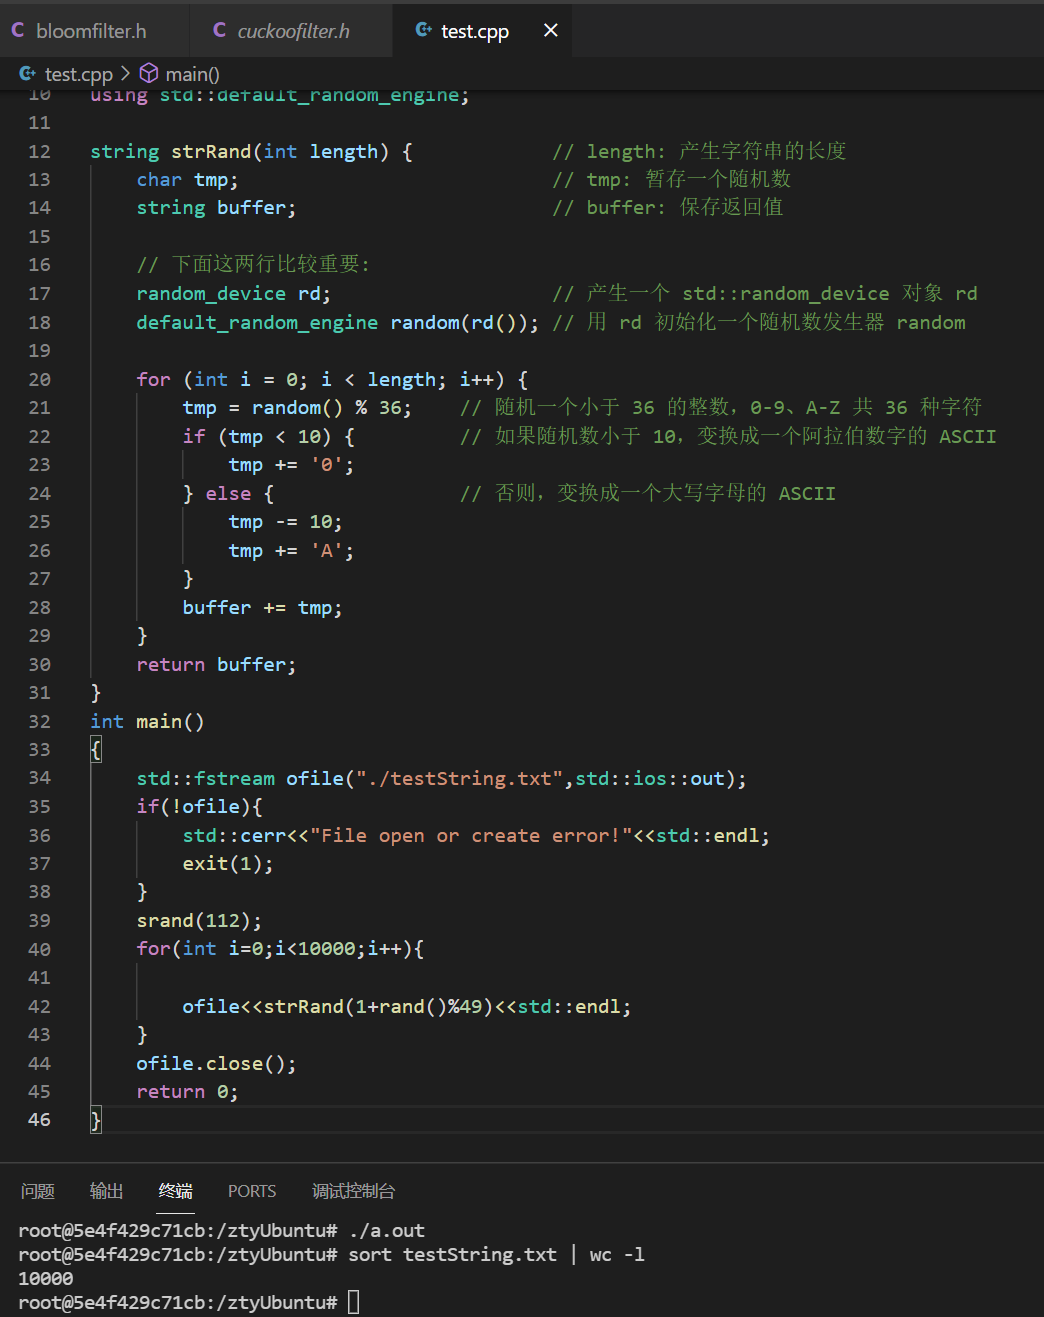 bloomfilter.h cuckoofilter.h test.cpp
test.cpp > main()
10 using std::default_random_engine;
11
12 string strRand(int length) { // length: 产生字符串的长度
13 char tmp; // tmp: 暂存一个随机数
14 string buffer; // buffer: 保存返回值
15
16 // 下面这两行比较重要:
17 random_device rd; // 产生一个 std::random_device 对象 rd
18 default_random_engine random(rd()); // 用 rd 初始化一个随机数发生器 random
19
20 for (int i = 0; i < length; i++) {
21 tmp = random() % 36; // 随机一个小于 36 的整数，0-9、A-Z 共 36 种字符
22 if (tmp < 10) { // 如果随机数小于 10，变换成一个阿拉伯数字的 ASCII
23 tmp += '0';
24 } else { // 否则，变换成一个大写字母的 ASCII
25 tmp -= 10;
26 tmp += 'A';
27 }
28 buffer += tmp;
29 }
30 return buffer;
31 }
32 int main()
33 {
34 std::fstream ofile("./testString.txt",std::ios::out);
35 if(!ofile){
36 std::cerr<<"File open or create error!"<<std::endl;
37 exit(1);
38 }
39 srand(112);
40 for(int i=0;i<10000;i++){
41
42 ofile<<strRand(1+rand()%49)<<std::endl;
43 }
44 ofile.close();
45 return 0;
46 }
问题 输出 终端 PORTS 调试控制台
root@5e4f429c71cb:/ztyUbuntu# ./a.out
root@5e4f429c71cb:/ztyUbuntu# sort testString.txt | wc -l
10000
root@5e4f429c71cb:/ztyUbuntu#